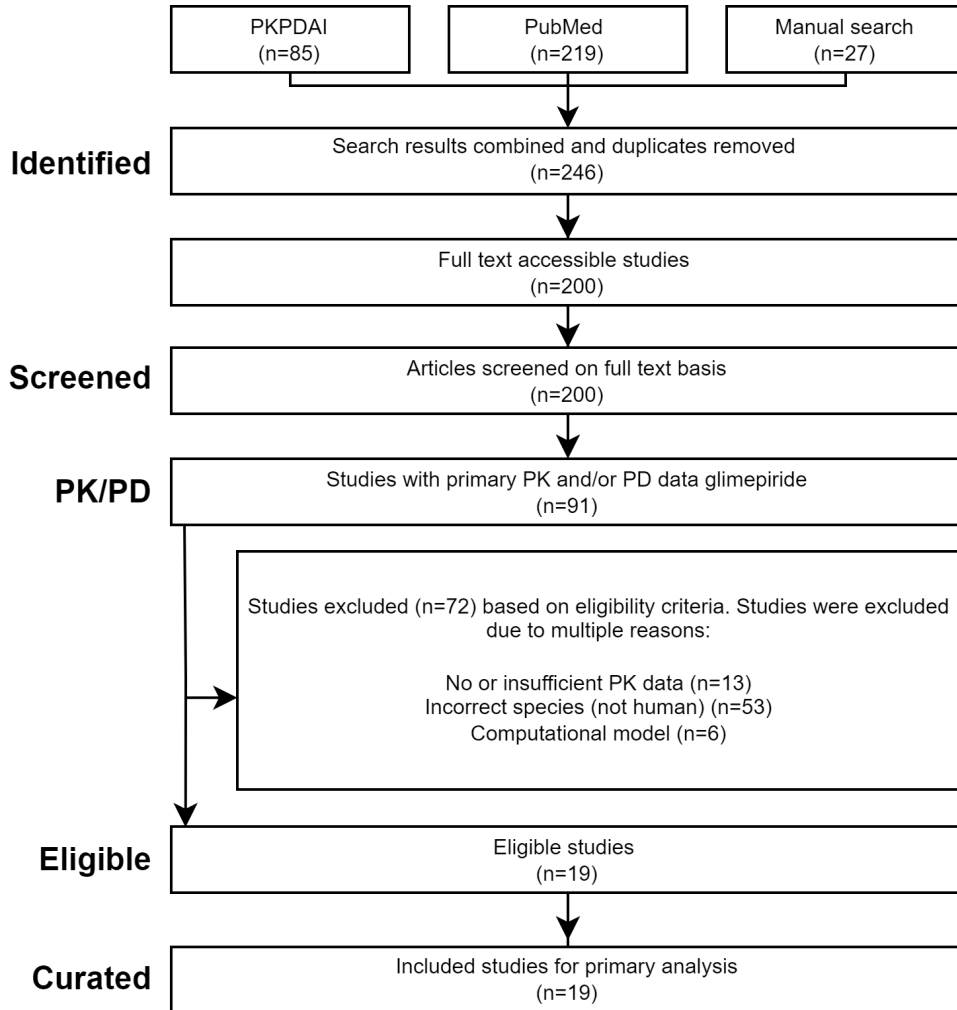 PKPDAI
(n=85)
PubMed
(n=219)
Manual search
(n=27)
Identified
Search results combined and duplicates removed
(n=246)
Full text accessible studies
(n=200)
Screened
Articles screened on full text basis
(n=200)
PK/PD
Studies with primary PK and/or PD data glimepiride
(n=91)
Studies excluded (n=72) based on eligibility criteria. Studies were excluded
due to multiple reasons:
No or insufficient PK data (n=13)
Incorrect species (not human) (n=53)
Computational model (n=6)
Eligible
Eligible studies
(n=19)
Curated
Included studies for primary analysis
(n=19)